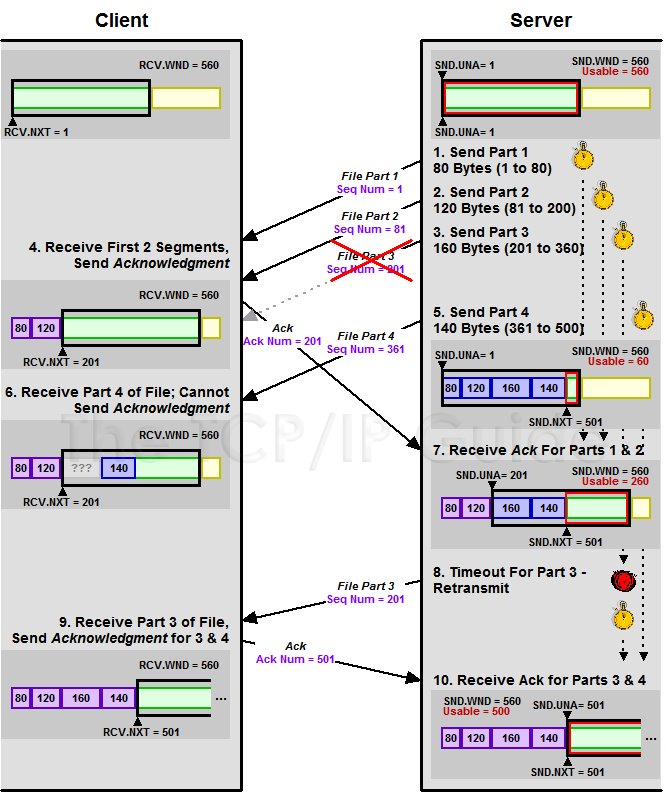 Client
Server
RCV.WND = 560
RCV.NXT = 1
SND.UNA= 1
SND.WND = 560
Usable = 560
SND.UNA= 1
1. Send Part 1
80 Bytes (1 to 80)
File Part 1
Seq Num = 1
2. Send Part 2
120 Bytes (81 to 200)
File Part 2
Seq Num = 81
3. Send Part 3
160 Bytes (201 to 360)
File Part 3
Seq Num = 201
4. Receive First 2 Segments,
Send Acknowledgment
RCV.WND = 560
80 120
RCV.NXT = 201
Ack
Ack Num = 201
5. Send Part 4
140 Bytes (361 to 500)
File Part 4
Seq Num = 361
SND.UNA= 1
SND.WND = 560
Usable = 60
80 120 160 140
SND.NXT = 501
6. Receive Part 4 of File; Cannot
Send Acknowledgment
The TCP/IP Guide
RCV.WND = 560
80 120 ??? 140
RCV.NXT = 201
7. Receive Ack For Parts 1 & 2
SND.UNA= 201
SND.WND = 560
Usable = 260
80 120 160 140
SND.NXT = 501
8. Timeout For Part 3 -
Retransmit
File Part 3
Seq Num = 201
9. Receive Part 3 of File,
Send Acknowledgment for 3 & 4
RCV.WND = 560
80 120 160 140 ...
RCV.NXT = 501
Ack
Ack Num = 501
10. Receive Ack for Parts 3 & 4
SND.WND = 560
Usable = 500
SND.UNA= 501
80 120 160 140 ...
SND.NXT = 501